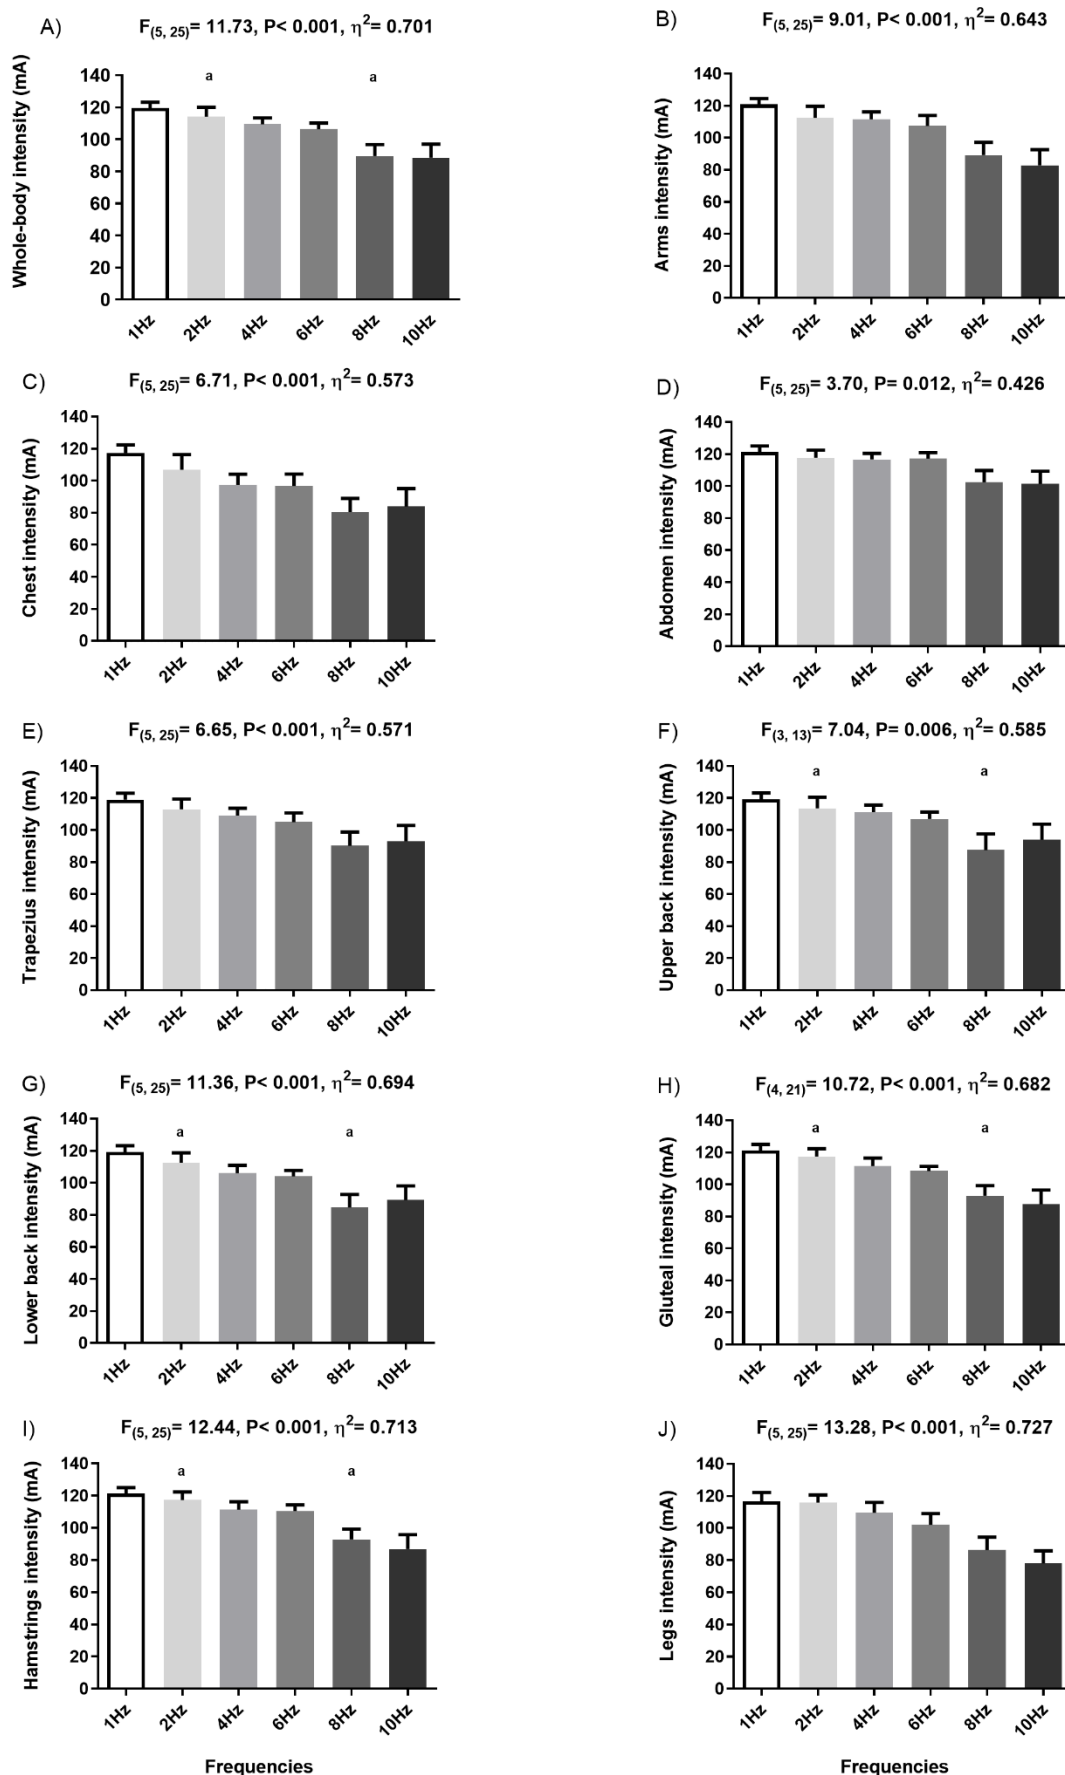 A) F(5, 25)= 11.73, P< 0.001, η2= 0.701
Whole-body intensity (mA)
a a
140
120
100
80
60
40
20
0
1Hz 2Hz 4Hz 6Hz 8Hz 10Hz
B) F(5, 25)= 9.01, P< 0.001, η2= 0.643
Arms intensity (mA)
140
120
100
80
60
40
20
0
1Hz 2Hz 4Hz 6Hz 8Hz 10Hz
C) F(5, 25)= 6.71, P< 0.001, η2= 0.573
Chest intensity (mA)
140
120
100
80
60
40
20
0
1Hz 2Hz 4Hz 6Hz 8Hz 10Hz
D) F(5, 25)= 3.70, P= 0.012, η2= 0.426
Abdomen intensity (mA)
140
120
100
80
60
40
20
0
1Hz 2Hz 4Hz 6Hz 8Hz 10Hz
E) F(5, 25)= 6.65, P< 0.001, η2= 0.571
Trapezius intensity (mA)
140
120
100
80
60
40
20
0
1Hz 2Hz 4Hz 6Hz 8Hz 10Hz
F) F(3, 13)= 7.04, P= 0.006, η2= 0.585
Upper back intensity (mA)
a a
140
120
100
80
60
40
20
0
1Hz 2Hz 4Hz 6Hz 8Hz 10Hz
G) F(5, 25)= 11.36, P< 0.001, η2= 0.694
Lower back intensity (mA)
a a
140
120
100
80
60
40
20
0
1Hz 2Hz 4Hz 6Hz 8Hz 10Hz
H) F(4, 21)= 10.72, P< 0.001, η2= 0.682
Gluteal intensity (mA)
a a
140
120
100
80
60
40
20
0
1Hz 2Hz 4Hz 6Hz 8Hz 10Hz
I) F(5, 25)= 12.44, P< 0.001, η2= 0.713
Hamstrings intensity (mA)
a a
140
120
100
80
60
40
20
0
1Hz 2Hz 4Hz 6Hz 8Hz 10Hz
Frequencies
J) F(5, 25)= 13.28, P< 0.001, η2= 0.727
Legs intensity (mA)
140
120
100
80
60
40
20
0
1Hz 2Hz 4Hz 6Hz 8Hz 10Hz
Frequencies